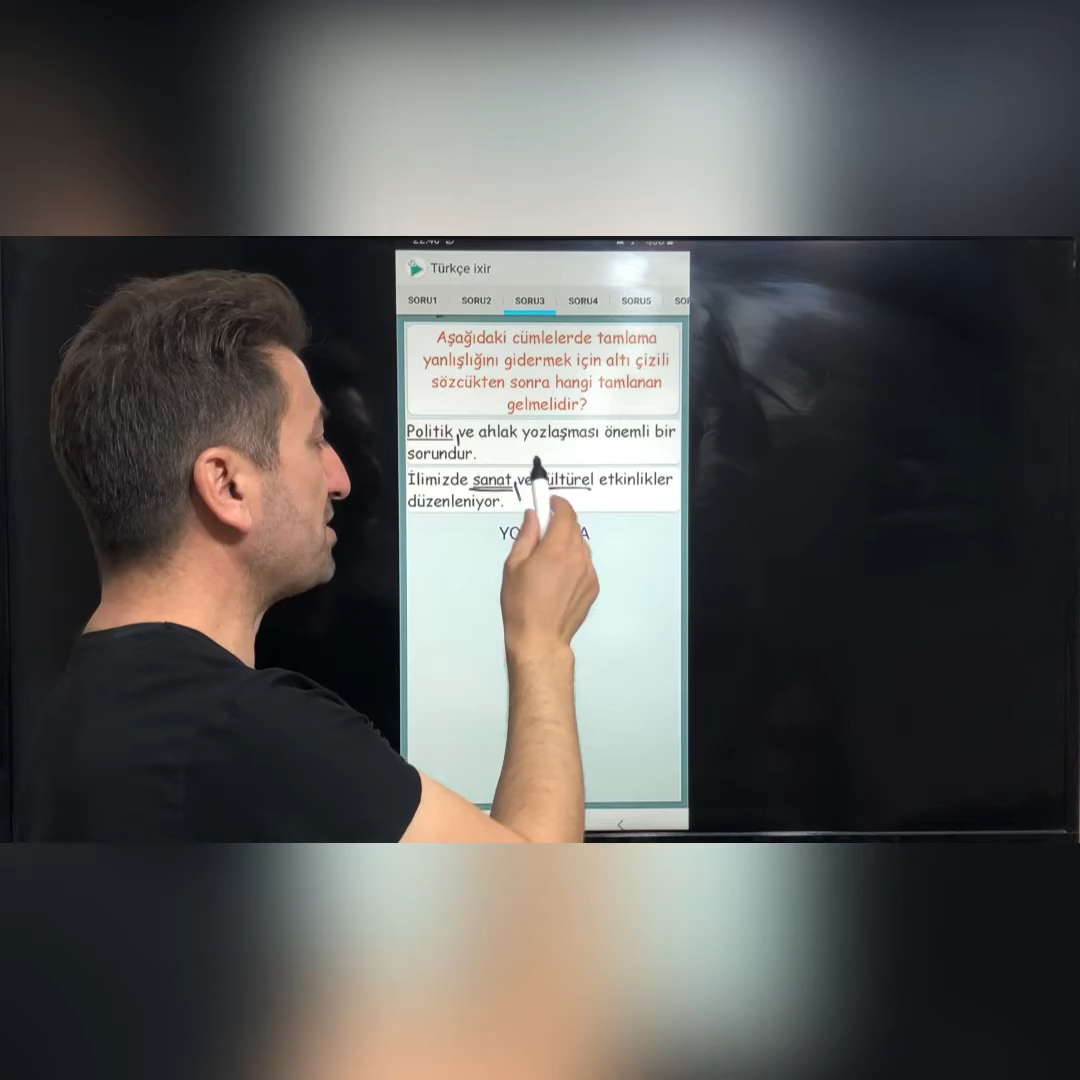 Türkçe ixir
SORU1 SORU2 SORU3 SORU4 SORU5
Aşağıdaki cümlelerde tamlama
yanlışlığını gidermek için altı çizili
sözcükten sonra hangi tamlanan
gelmelidir?
Politik ve ahlak yozlaşması önemli bir
sorundur.
İlimizde sanat ve etkinlikler
düzenleniyor.